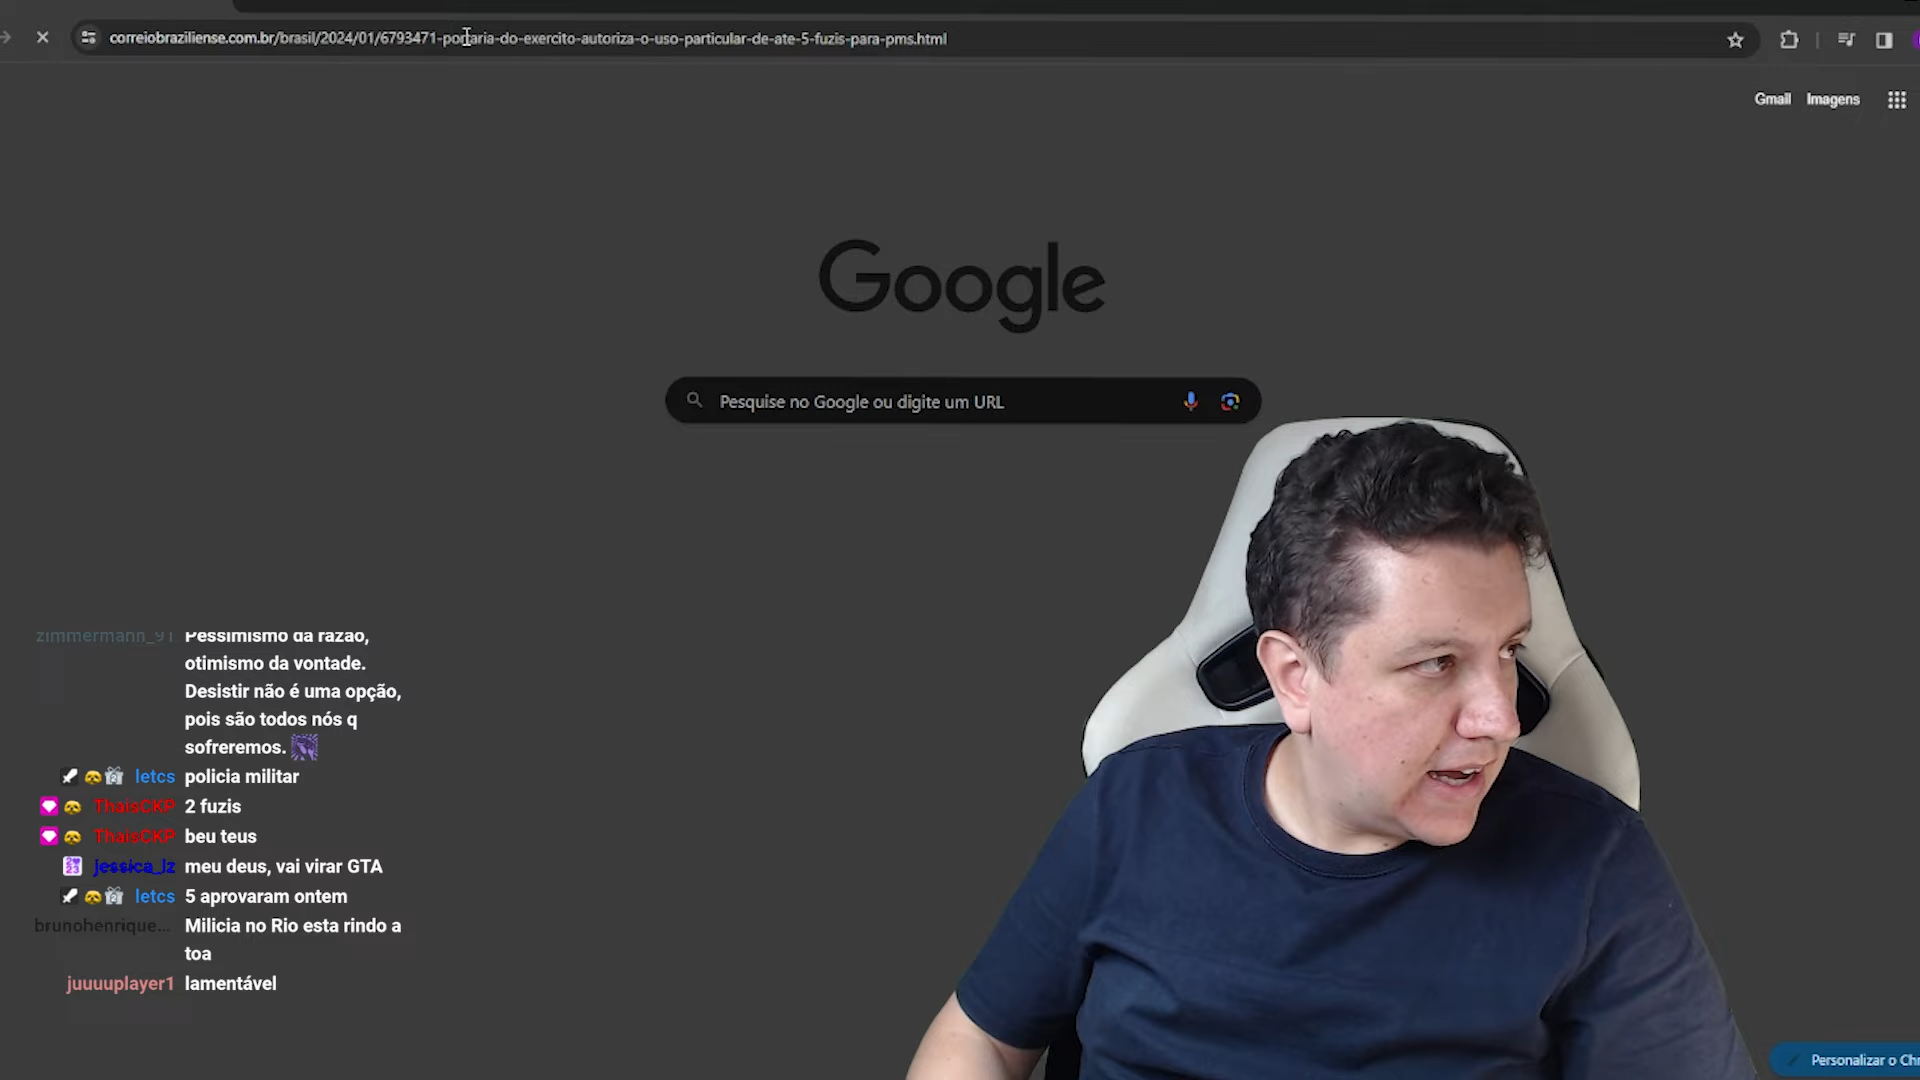 correiobraziliense.com.br/brasil/2024/01/6793471-portaria-do-exercito-autoriza-o-uso-particular-de-ate-5-fuzis-para-pms.html
Gmail Imagens
Google
Pesquise no Google ou digite um URL
zimmermann_91 Pessimismo da razão,
otimismo da vontade.
Desistir não é uma opção,
pois são todos nós q
sofreremos.
letcs policia militar
ThaisCKP 2 fuzis
ThaisCKP beu teus
jessica_lz meu deus, vai virar GTA
letcs 5 aprovaram ontem
brunohenrique... Milicia no Rio esta rindo a
toa
juuuuplayer1 lamentável
Personalizar o Chr